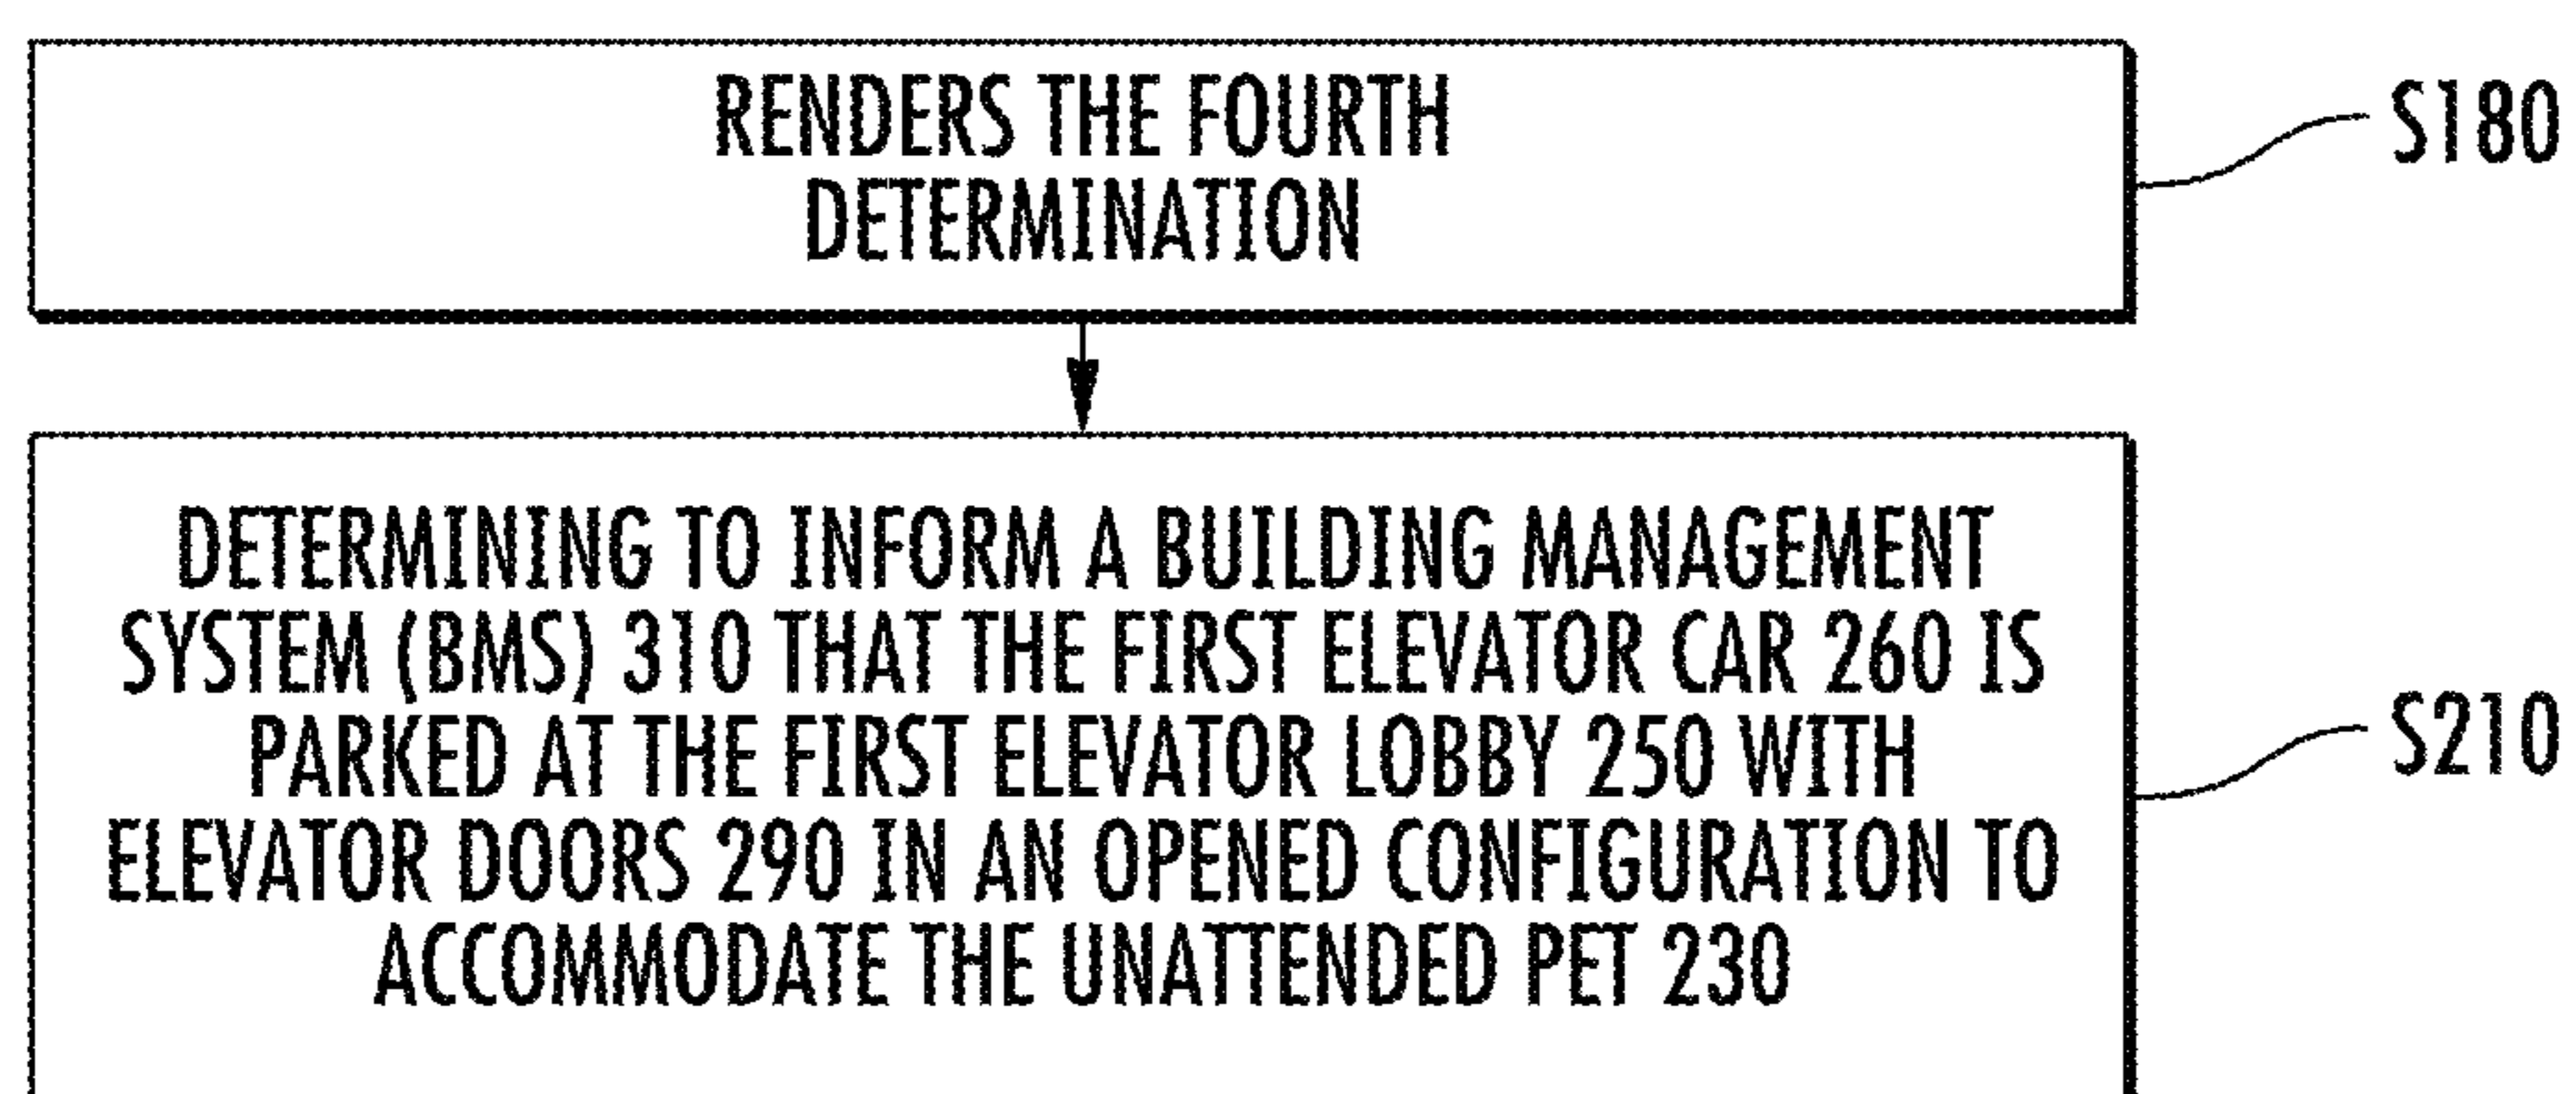 RENDERS THE FOURTH
DETERMINATION
S180
DETERMINING TO INFORM A BUILDING MANAGEMENT
SYSTEM (BMS) 310 THAT THE FIRST ELEVATOR CAR 260 IS
PARKED AT THE FIRST ELEVATOR LOBBY 250 WITH
ELEVATOR DOORS 290 IN AN OPENED CONFIGURATION TO
ACCOMMODATE THE UNATTENDED PET 230
S210